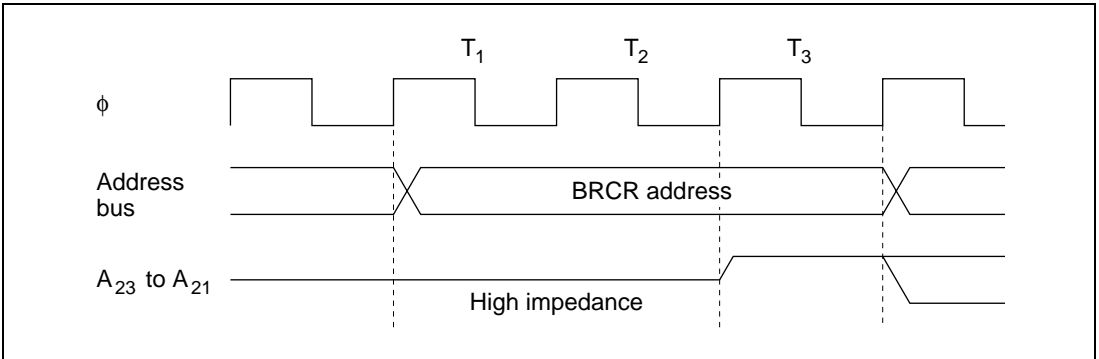 T1 T2 T3
φ
Address
bus
BRCR address
A23 to A21
High impedance